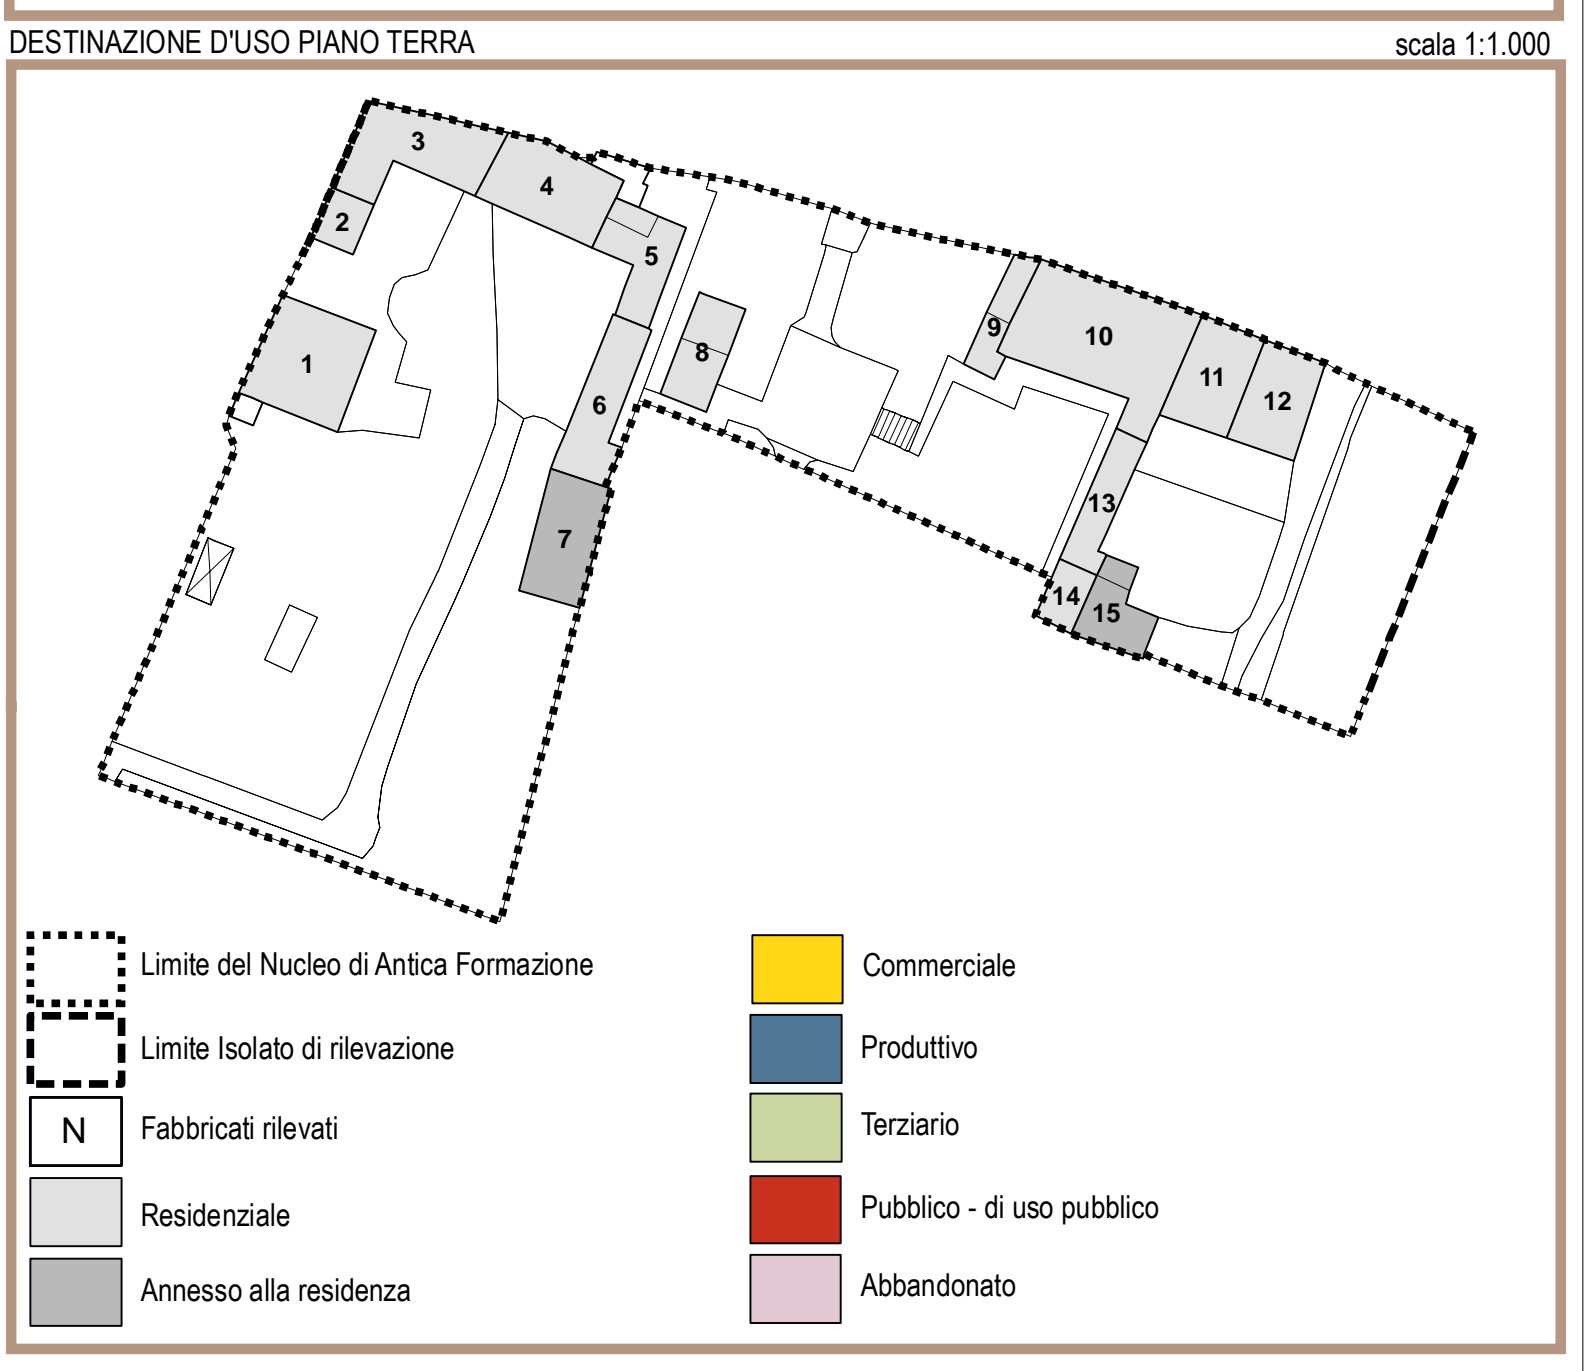 DESTINAZIONE D'USO PIANO TERRA
scala 1:1.000
3
4
2
5
1
8
6
7
9
10
11
12
13
14
15
Limite del Nucleo di Antica Formazione
Limite Isolato di rilevazione
N
Fabbricati rilevati
Residenziale
Annesso alla residenza
Commerciale
Produttivo
Terziario
Pubblico - di uso pubblico
Abbandonato